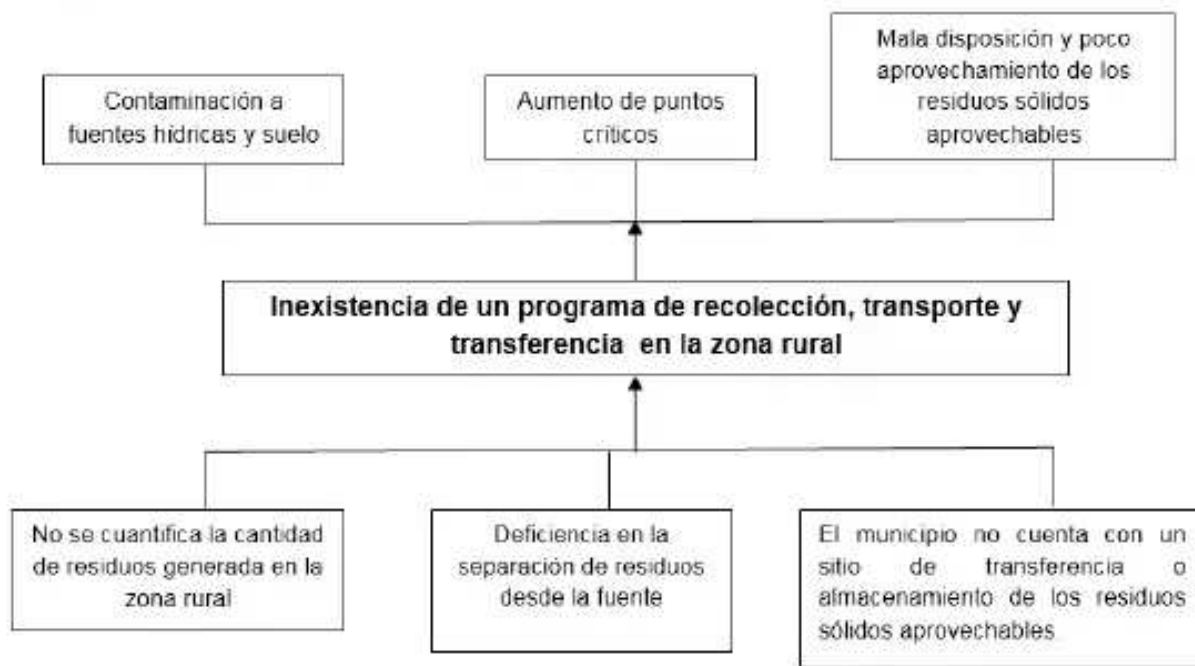 Contaminación a
fuentes hídricas y suelo
Aumento de puntos
críticos
Mala disposición y poco
aprovechamiento de los
residuos sólidos
aprovechables
Inexistencia de un programa de recolección, transporte y
transferencia en la zona rural
No se cuantifica la cantidad
de residuos generada en la
zona rural
Deficiencia en la
separación de residuos
desde la fuente
El municipio no cuenta con un
sitio de transferencia o
almacenamiento de los residuos
sólidos aprovechables